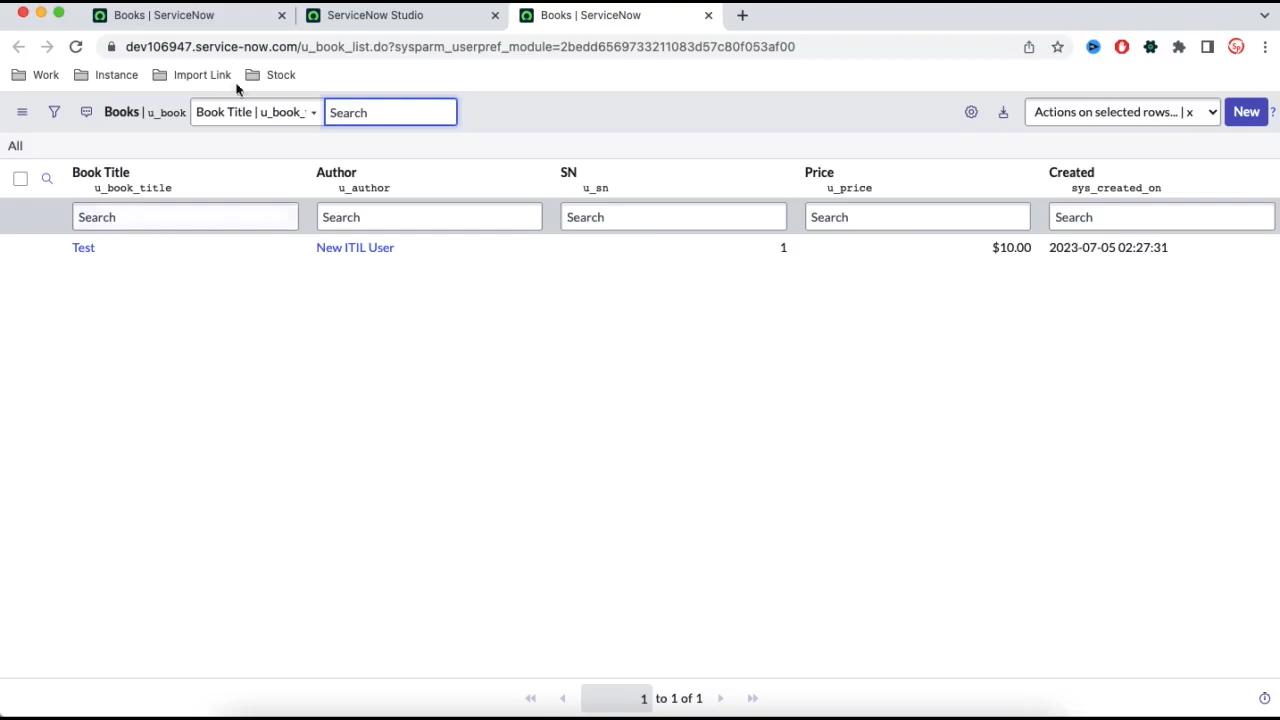 Books | ServiceNow
ServiceNow Studio
Books | ServiceNow
dev106947.service-now.com/u_book_list.do?sysparm_userpref_module=2bedd6569733211083d57c80f053af00
Sp
Work
Instance
Import Link
Stock
Books | u_book
Book Title | u_book_
Search
Actions on selected rows... | x
New
?
All
Book Title
u_book_title
Author
u_author
SN
u_sn
Price
u_price
Created
sys_created_on
Search
Search
Search
Search
Search
Test
New ITIL User
1
$10.00
2023-07-05 02:27:31
1 to 1 of 1